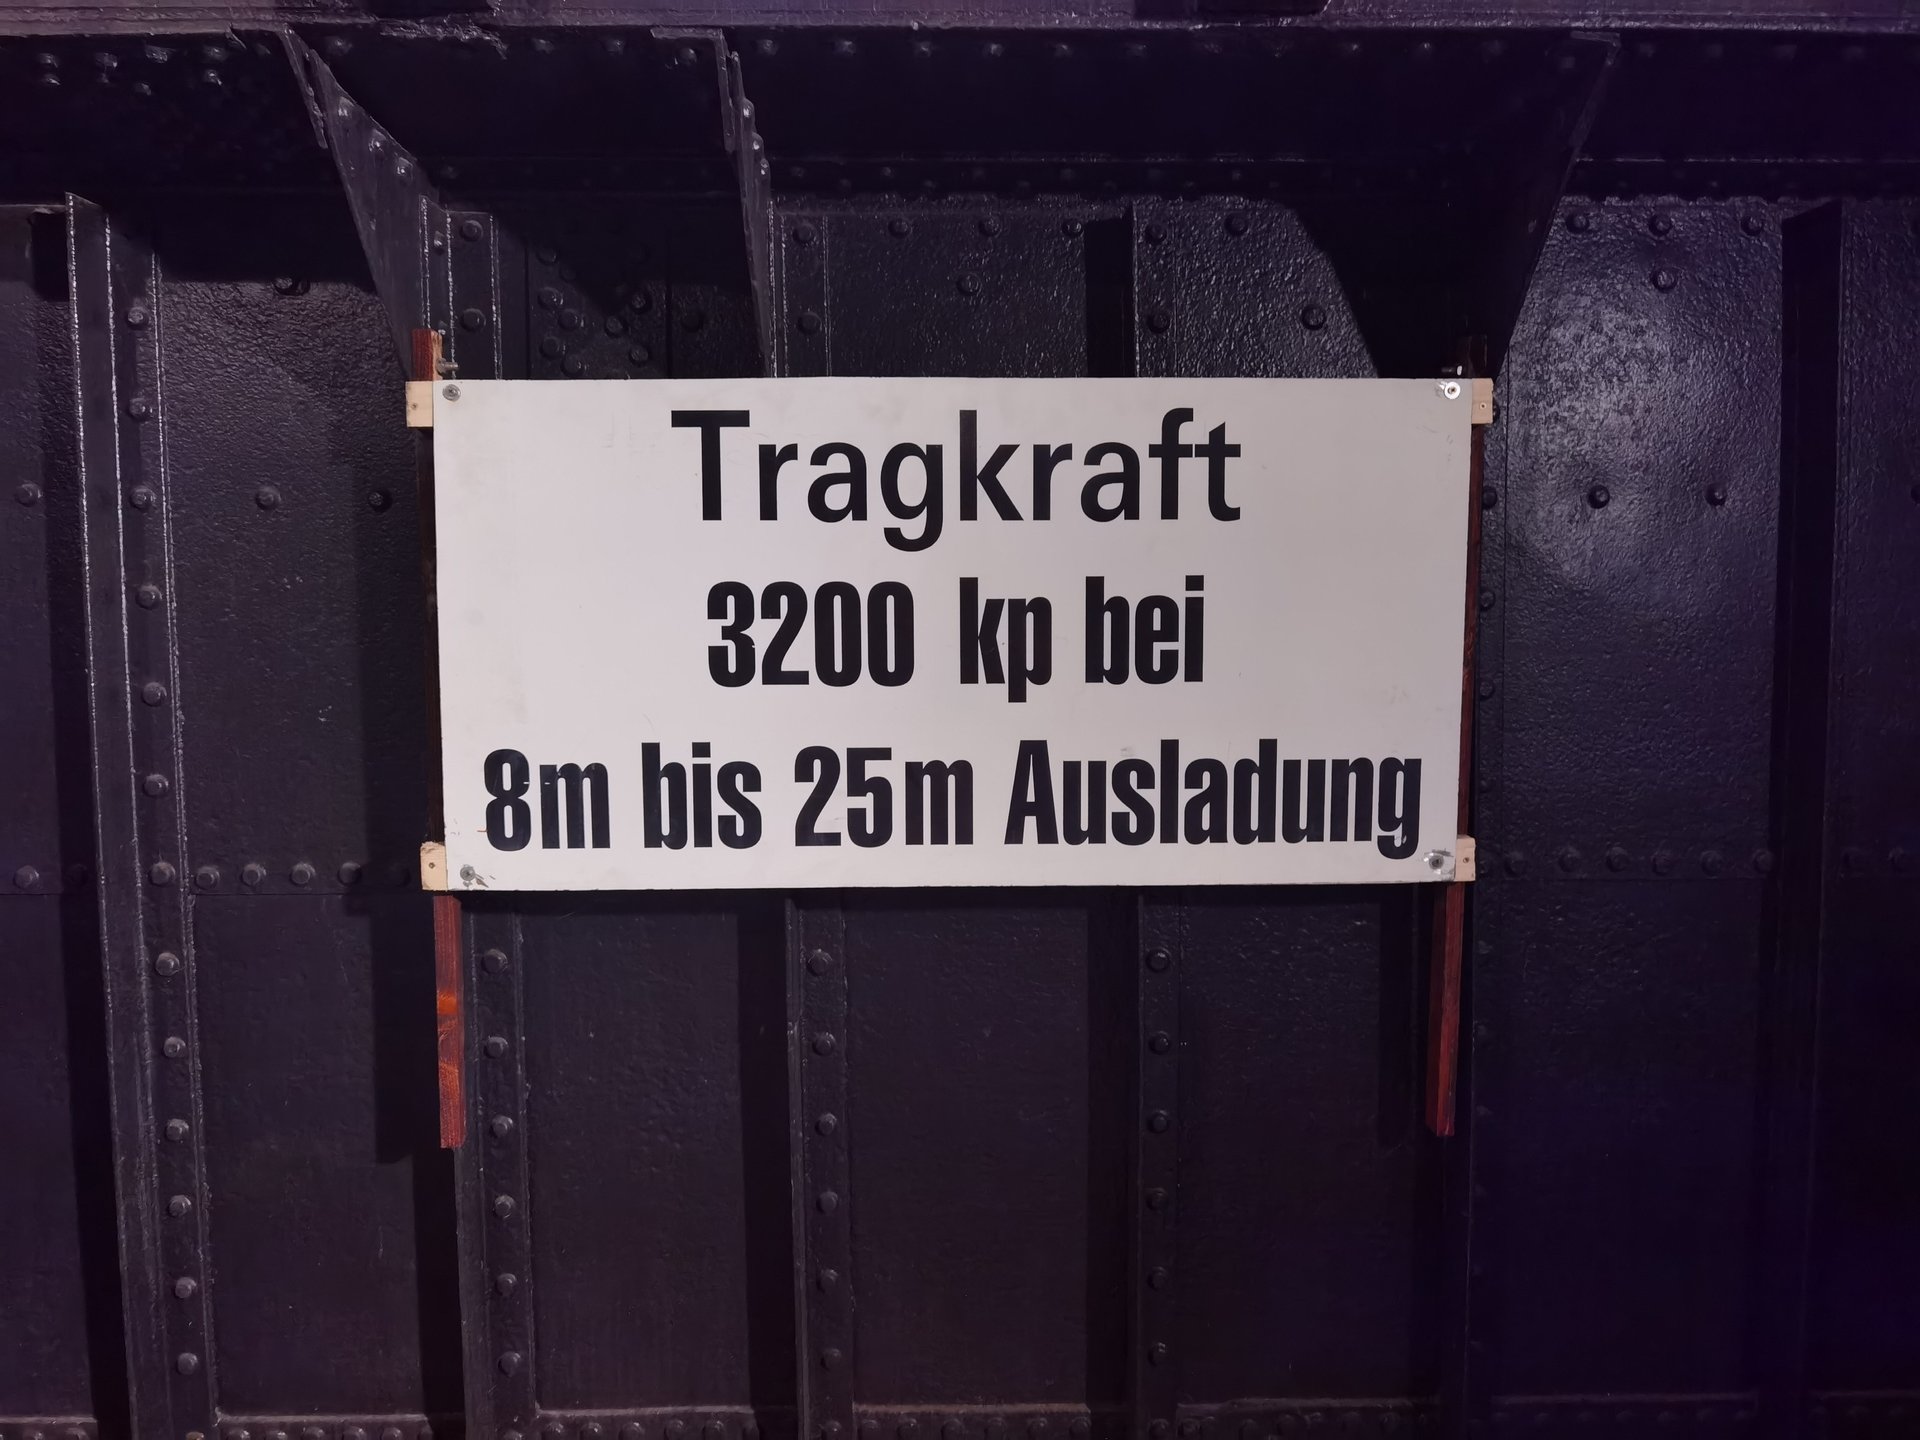 Tragkraft
3200 kp bei
8m bis 25m Ausladung